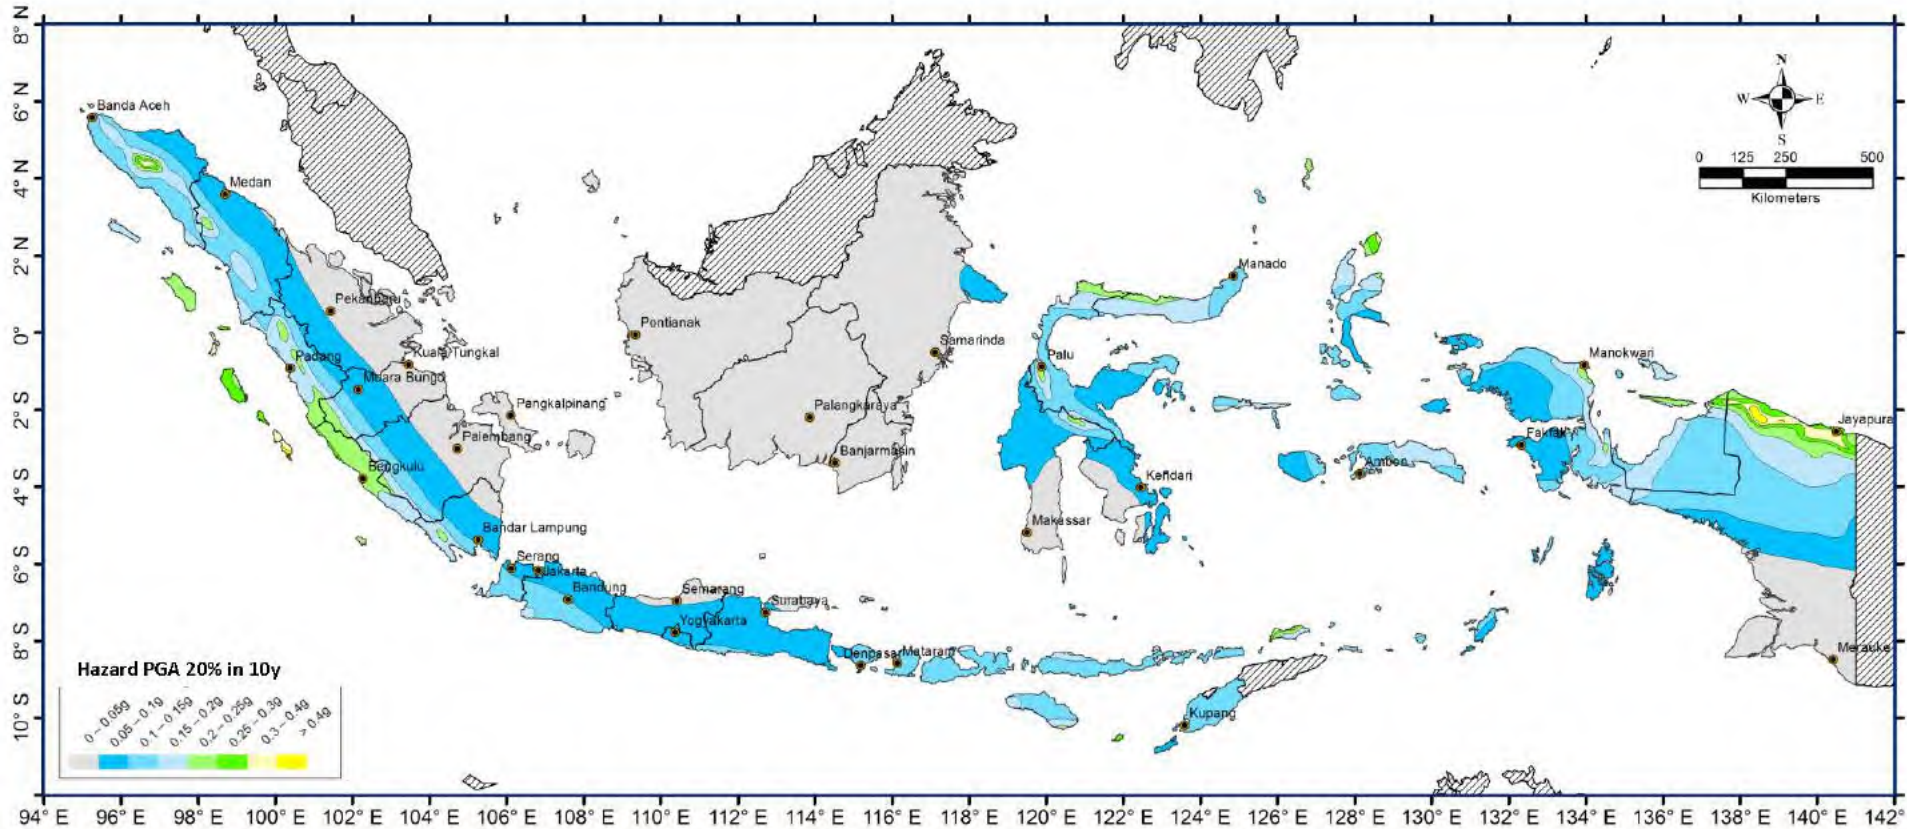 8° N
6° N
4° N
2° N
0°
2° S
4° S
6° S
8° S
10° S
N
W E
S
0 125 250 500
Kilometers
Banda Aceh
Medan
Pekanbaru
Kuala Tungkal
Padang
Muara Bungo
Pangkalpinang
Palembang
Bengkulu
Bandar Lampung
Serang
Jakarta
Bandung
Semarang
Surabaya
Yogyakarta
Denpasar
Mataram
Kupang
Pontianak
Samarinda
Palangkaraya
Banjarmasin
Manado
Palu
Kendari
Makassar
Ambon
Manokwari
Fakfak
Jayapura
Merauke
Hazard PGA 20% in 10y
0 – 0.05g
0.05 – 0.1g
0.1 – 0.15g
0.15 – 0.2g
0.2 – 0.25g
0.25 – 0.3g
0.3 – 0.4g
> 0.4g
94° E 96° E 98° E 100° E 102° E 104° E 106° E 108° E 110° E 112° E 114° E 116° E 118° E 120° E 122° E 124° E 126° E 128° E 130° E 132° E 134° E 136° E 138° E 140° E 142° E